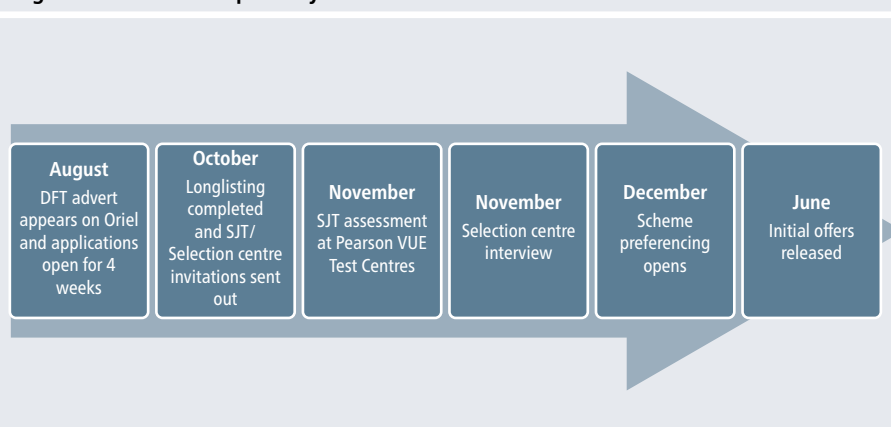 August
DFT advert
appears on Oriel
and applications
open for 4
weeks
October
Longlisting
completed
and SJT/
Selection centre
invitations sent
out
November
SJT assessment
at Pearson VUE
Test Centres
November
Selection centre
interview
December
Scheme
preferencing
opens
June
Initial offers
released